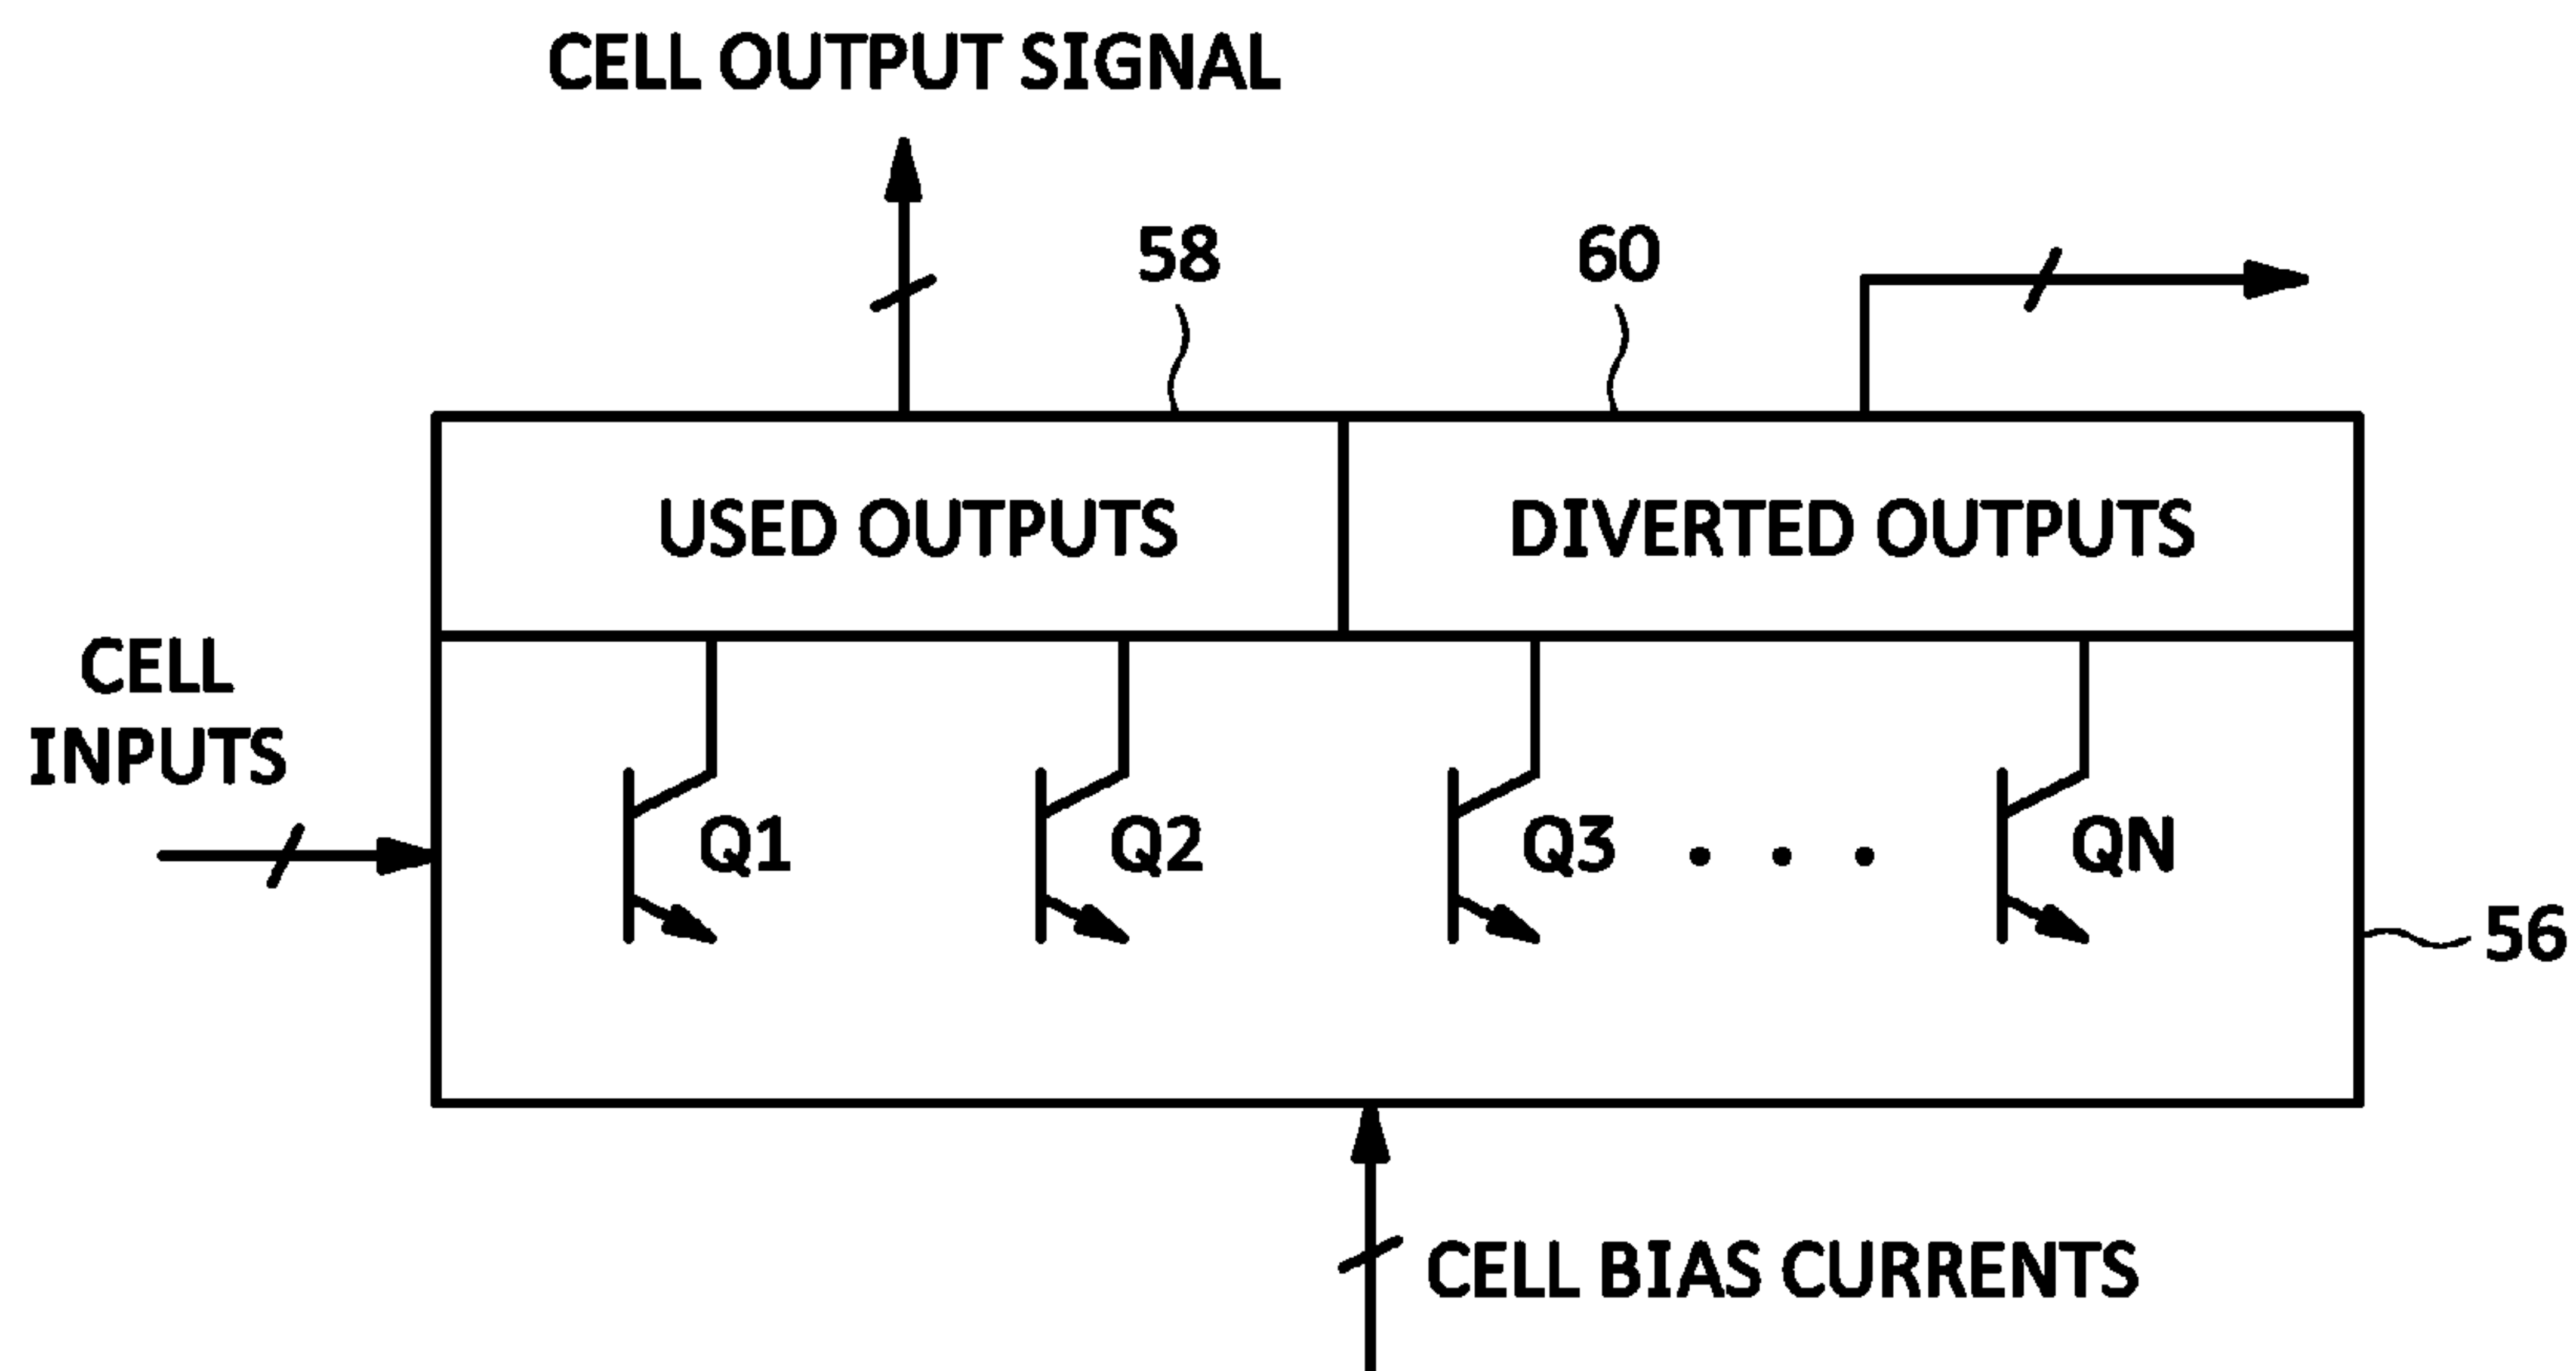 CELL OUTPUT SIGNAL
58
60
USED OUTPUTS
DIVERTED OUTPUTS
CELL
INPUTS
Q1
Q2
Q3
. . .
QN
56
CELL BIAS CURRENTS